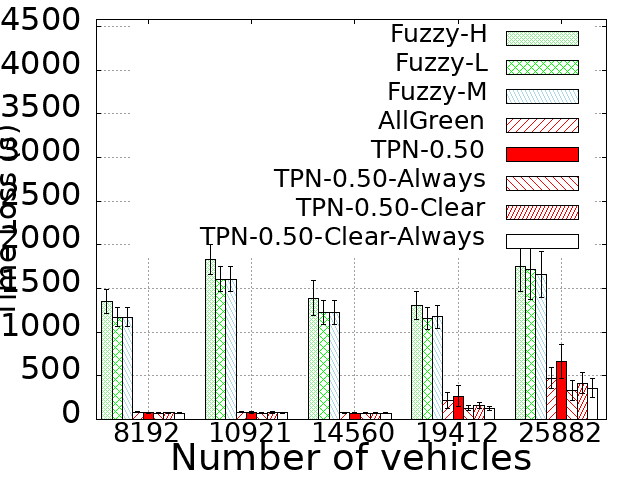 4500
4000
3500
3000
2500
2000
1500
1000
500
0
Time Loss (s)
Fuzzy-H
Fuzzy-L
Fuzzy-M
AllGreen
TPN-0.50
TPN-0.50-Always
TPN-0.50-Clear
TPN-0.50-Clear-Always
8192 10921 14560 19412 25882
Number of vehicles